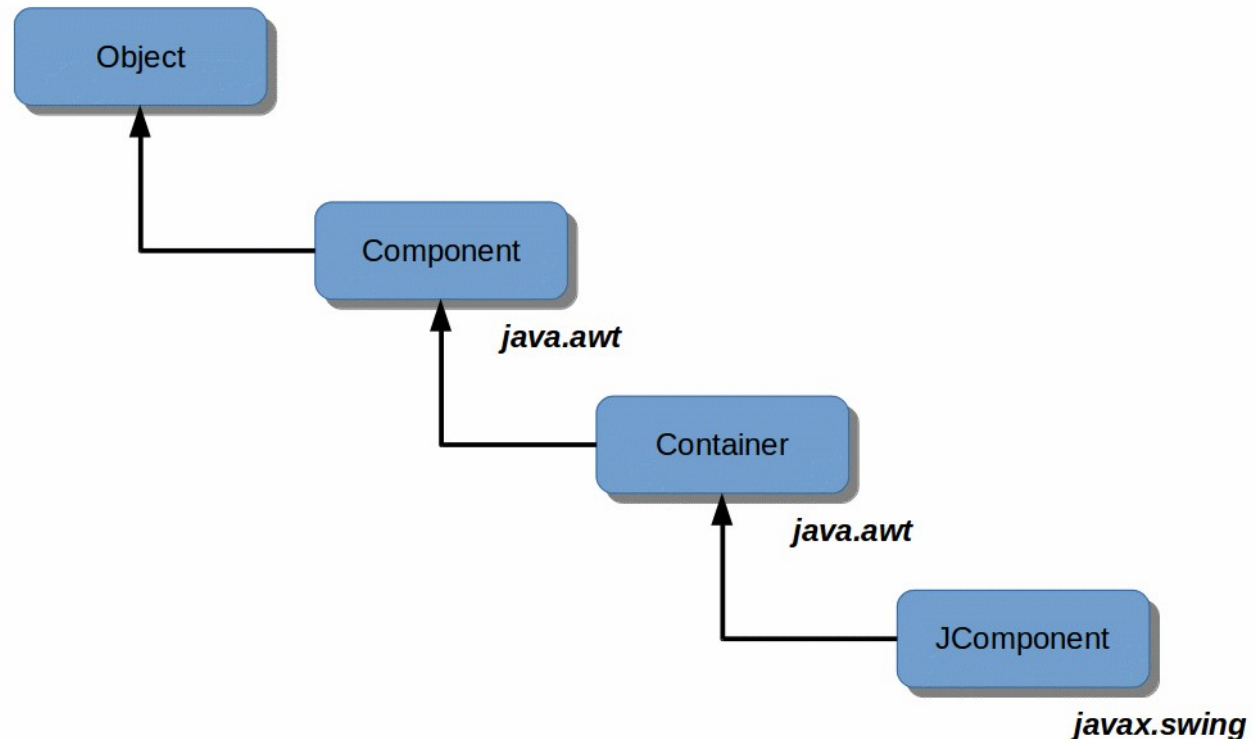 Object
Component
java.awt
Container
java.awt
JComponent
javax.swing